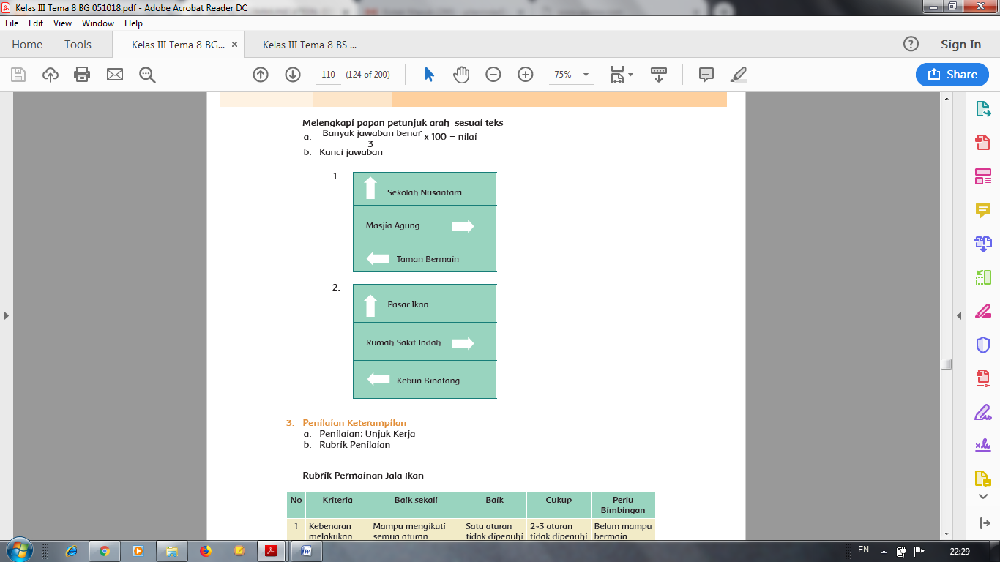 Kelas III Tema 8 BG 051018.pdf - Adobe Acrobat Reader DC
File Edit View Window Help
Home Tools Kelas III Tema 8 BG... × Kelas III Tema 8 BS ... Sign In
110 (124 of 200) 75% Share
Melengkapi papan petunjuk arah sesuai teks
a. Banyak jawaban benar x 100 = nilai
3
b. Kunci jawaban
1.
Sekolah Nusantara
Masjia Agung
Taman Bermain
2.
Pasar Ikan
Rumah Sakit Indah
Kebun Binatang
3. Penilaian Keterampilan
a. Penilaian: Unjuk Kerja
b. Rubrik Penilaian
Rubrik Permainan Jala Ikan
No Kriteria Baik sekali Baik Cukup Perlu
Bimbingan
1 Kebenaran Mampu mengikuti Satu aturan 2-3 aturan Belum mampu
melakukan semua aturan tidak dipenuhi tidak dipenuhi bermain
EN 22:29